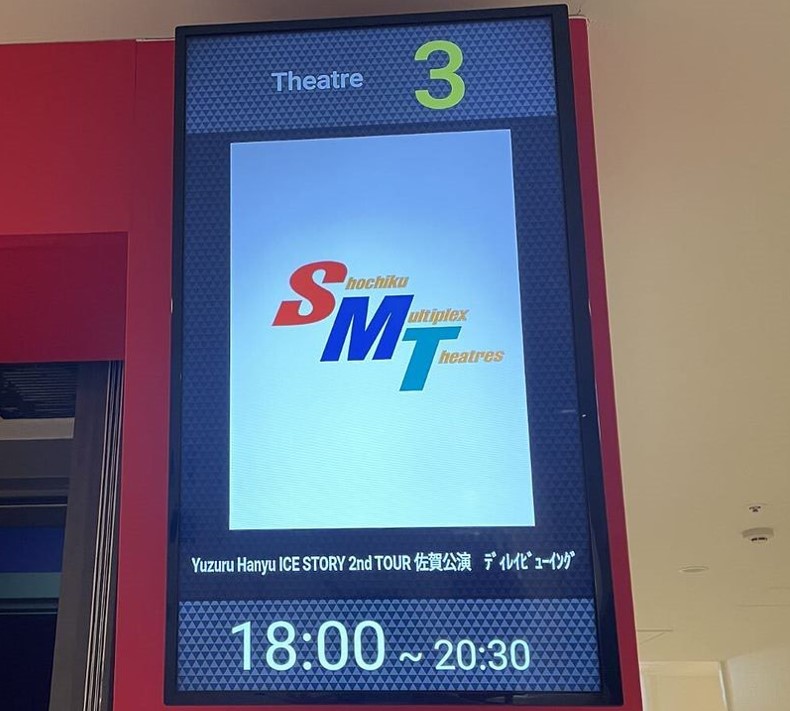 Theatre 3
Shochiku
Multiplex
Theatres
Yuzuru Hanyu ICE STORY 2nd TOUR 佐賀公演　ﾃﾞｨﾚｲﾋﾞｭｰｲﾝｸﾞ
18:00 ~ 20:30